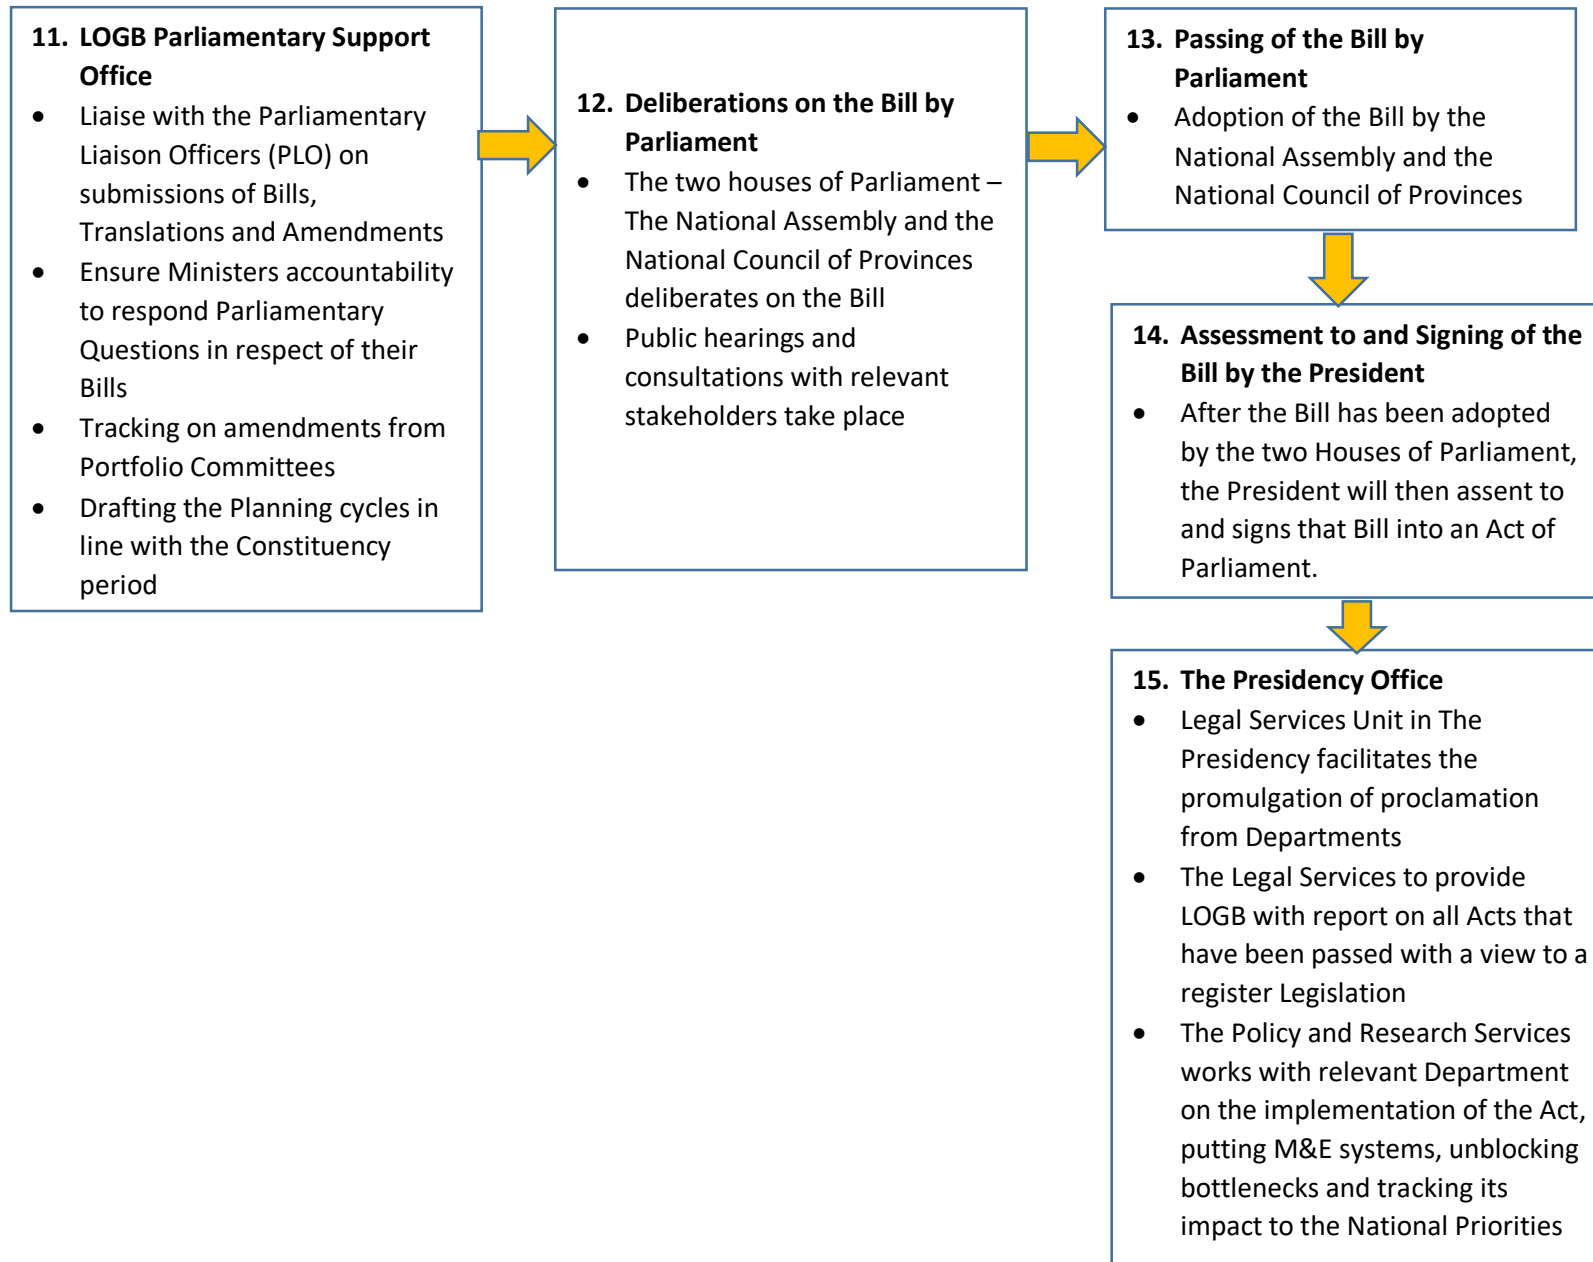 11. LOGB Parliamentary Support
Office
• Liaise with the Parliamentary
Liaison Officers (PLO) on
submissions of Bills,
Translations and Amendments
• Ensure Ministers accountability
to respond Parliamentary
Questions in respect of their
Bills
• Tracking on amendments from
Portfolio Committees
• Drafting the Planning cycles in
line with the Constituency
period
12. Deliberations on the Bill by
Parliament
• The two houses of Parliament –
The National Assembly and the
National Council of Provinces
deliberates on the Bill
• Public hearings and
consultations with relevant
stakeholders take place
13. Passing of the Bill by
Parliament
• Adoption of the Bill by the
National Assembly and the
National Council of Provinces
14. Assessment to and Signing of the
Bill by the President
• After the Bill has been adopted
by the two Houses of Parliament,
the President will then assent to
and signs that Bill into an Act of
Parliament.
15. The Presidency Office
• Legal Services Unit in The
Presidency facilitates the
promulgation of proclamation
from Departments
• The Legal Services to provide
LOGB with report on all Acts that
have been passed with a view to a
register Legislation
• The Policy and Research Services
works with relevant Department
on the implementation of the Act,
putting M&E systems, unblocking
bottlenecks and tracking its
impact to the National Priorities